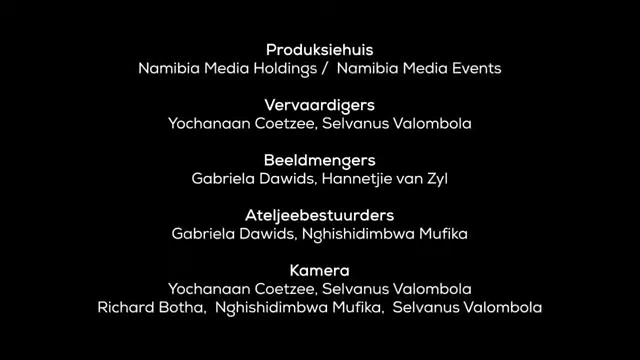 Produksiehuis
Namibia Media Holdings /  Namibia Media Events
Vervaardigers
Yochanaan Coetzee, Selvanus Valombola
Beeldmengers
Gabriela Dawids, Hannetjie van Zyl
Ateljeebestuurders
Gabriela Dawids, Nghishidimbwa Mufika
Kamera
Yochanaan Coetzee, Selvanus Valombola
Richard Botha,  Nghishidimbwa Mufika,  Selvanus Valombola